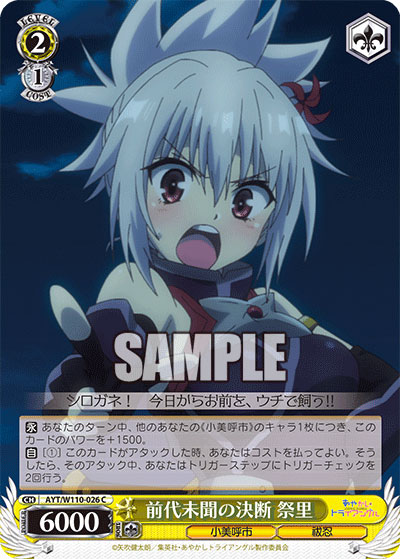 LEVEL
2
1
COST
SAMPLE
シロガネ！　今日からお前を、ウチで飼う!!
永 あなたのターン中、他のあなたの《小美呼市》のキャラ1枚につき、こ
のカードのパワーを+1500。
自 [①] このカードがアタックした時、あなたはコストを払ってよい。そ
うしたら、そのアタック中、あなたはトリガーステップにトリガーチェックを
2回行う。
CH AYT/W110-026 C
POWER
6000
前代未聞の決断 祭里
あやかしトライアングル
小美呼市
祓忍
©矢吹健太朗／集英社・あやかしトライアングル製作委員会